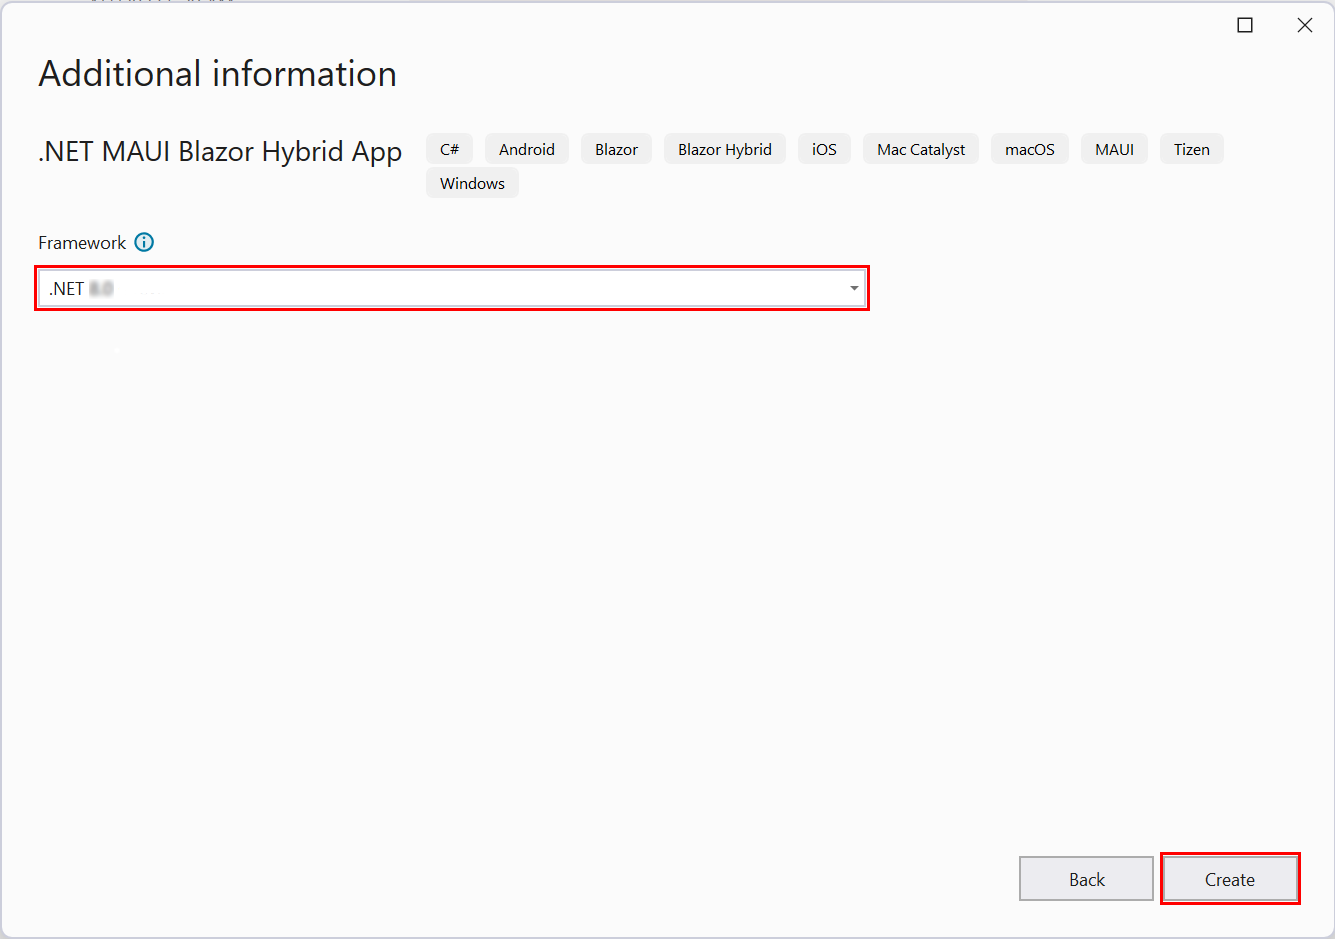 Additional information
.NET MAUI Blazor Hybrid App
C# Android Blazor Blazor Hybrid iOS Mac Catalyst macOS MAUI Tizen
Windows
Framework
.NET
Back Create